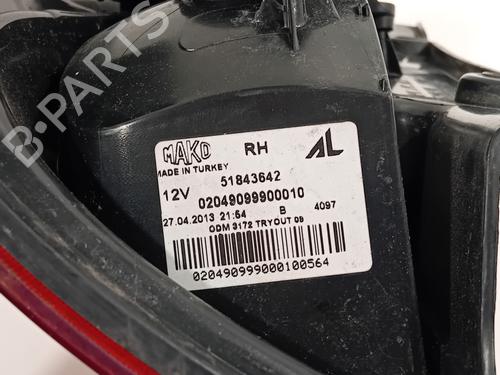 B-PARTS
MAKO RH AL
MADE IN TURKEY
12V 51843642
02049099900010
27.04.2013 21:54 B 4097
ODM 3172 TRYOUT 09
020490999000100564